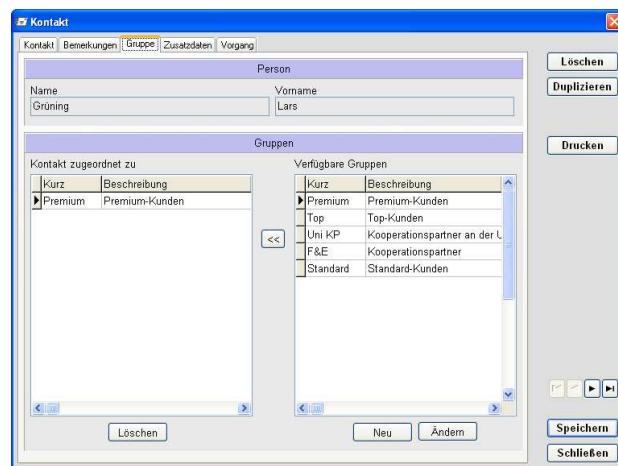 Kontakt
Kontakt Bemerkungen Gruppe Zusatzdaten Vorgang
Person
Name Vorname
Grüning Lars
Gruppen
Kontakt zugeordnet zu Verfügbare Gruppen
Kurz Beschreibung Kurz Beschreibung
Premium Premium-Kunden Premium Premium-Kunden
Top Top-Kunden
<< Uni KP Kooperationspartner an der U
F&E Kooperationspartner
Standard Standard-Kunden
Löschen Neu Ändern
Löschen
Duplizieren
Drucken
Speichern
Schließen